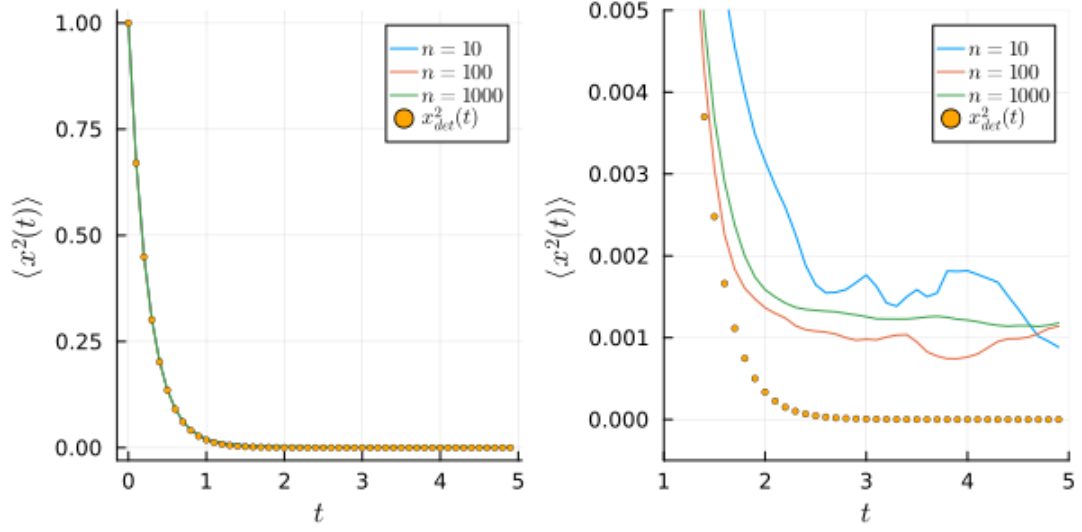 1.00
0.75
0.50
0.25
0.00
⟨x²(t)⟩
0 1 2 3 4 5
t
n = 10
n = 100
n = 1000
x²_det(t)
0.005
0.004
0.003
0.002
0.001
0.000
⟨x²(t)⟩
1 2 3 4 5
t
n = 10
n = 100
n = 1000
x²_det(t)